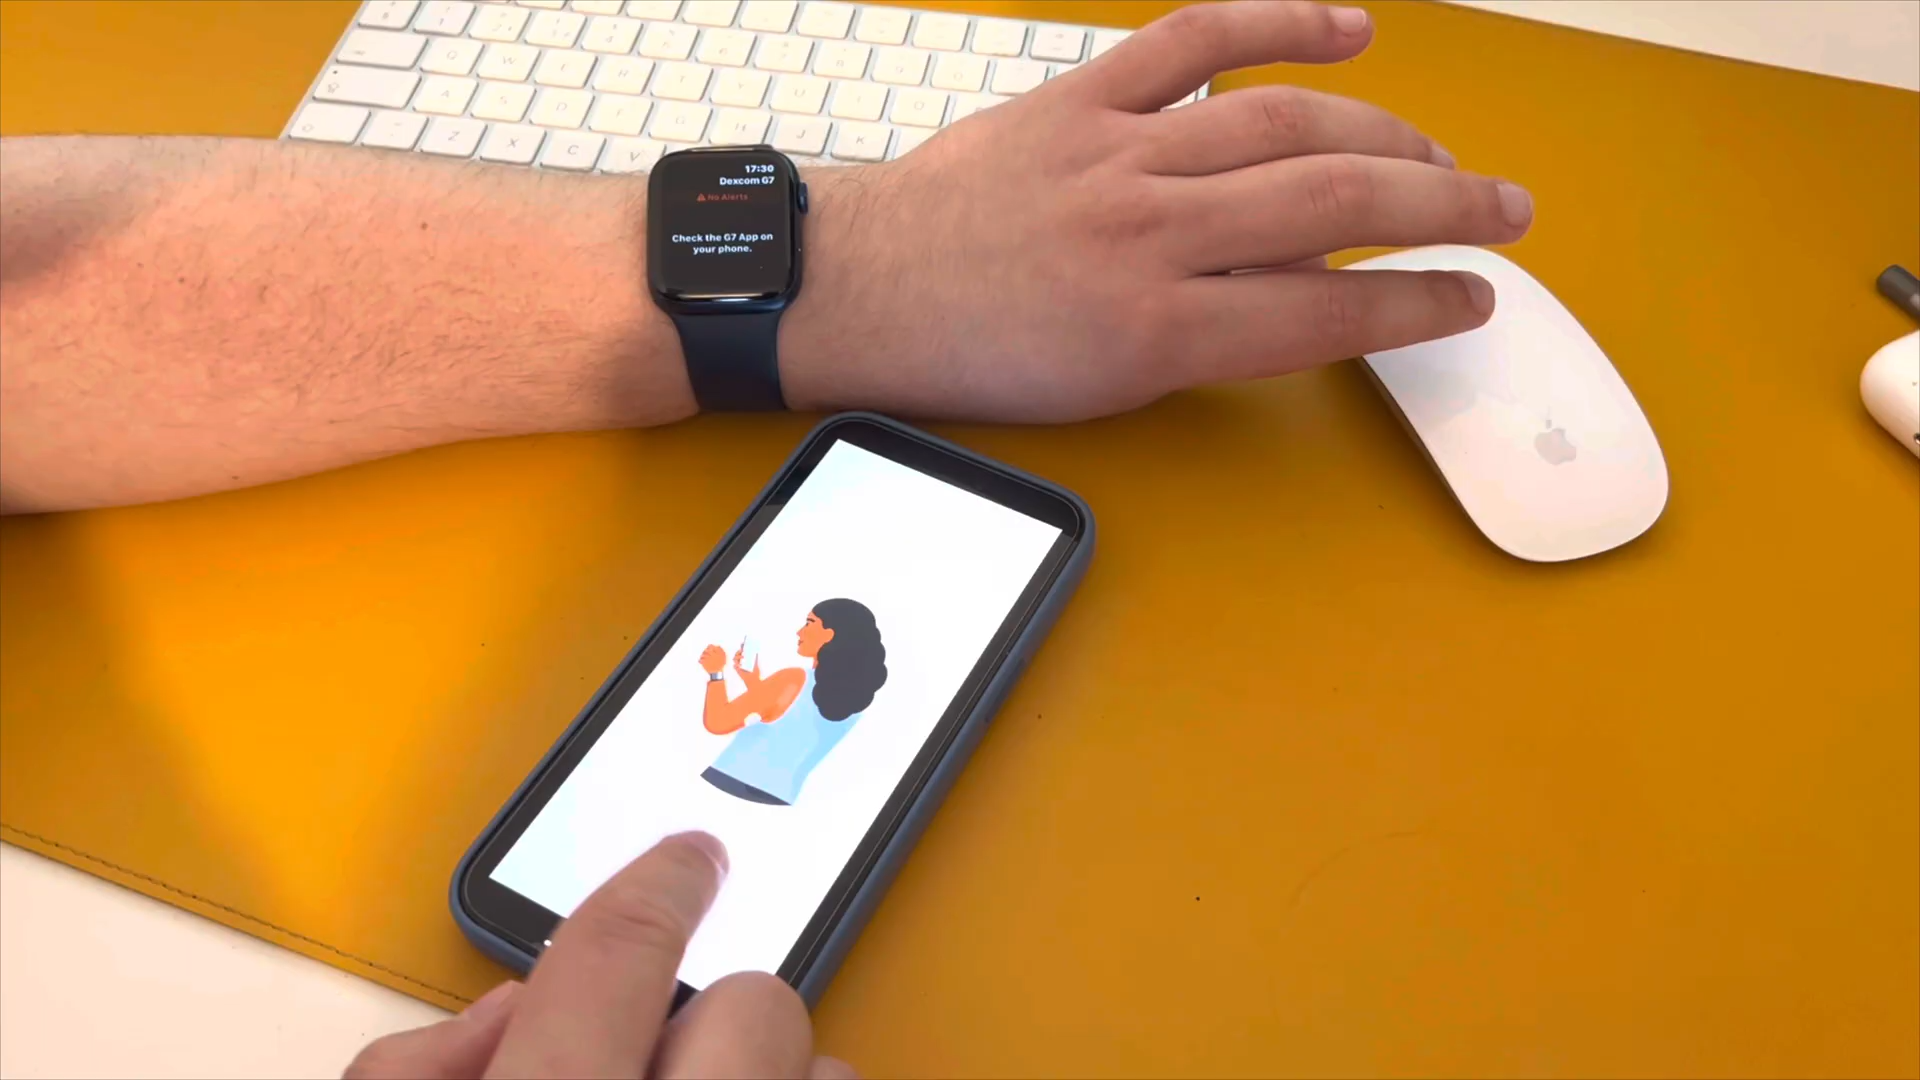 17:30
Dexcom G7
No Alerts
Check the G7 App on
your phone.
Q W E R T Y U I O
A S D F G H J K
Z X C V